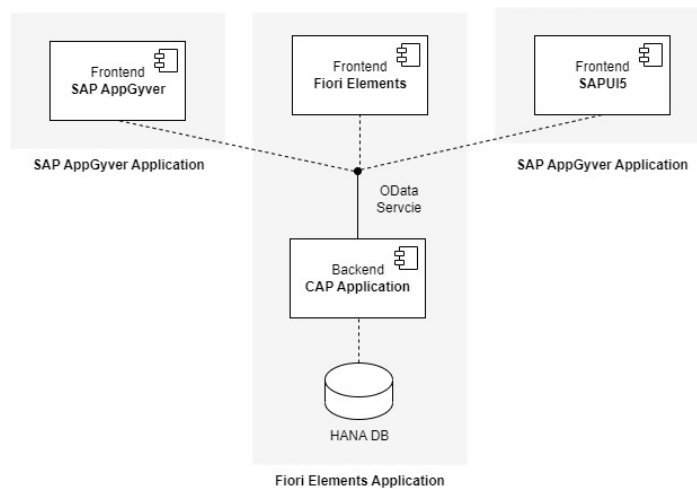 Frontend
SAP AppGyver
Frontend
Fiori Elements
Frontend
SAPUI5
SAP AppGyver Application
SAP AppGyver Application
OData
Servcie
Backend
CAP Application
HANA DB
Fiori Elements Application